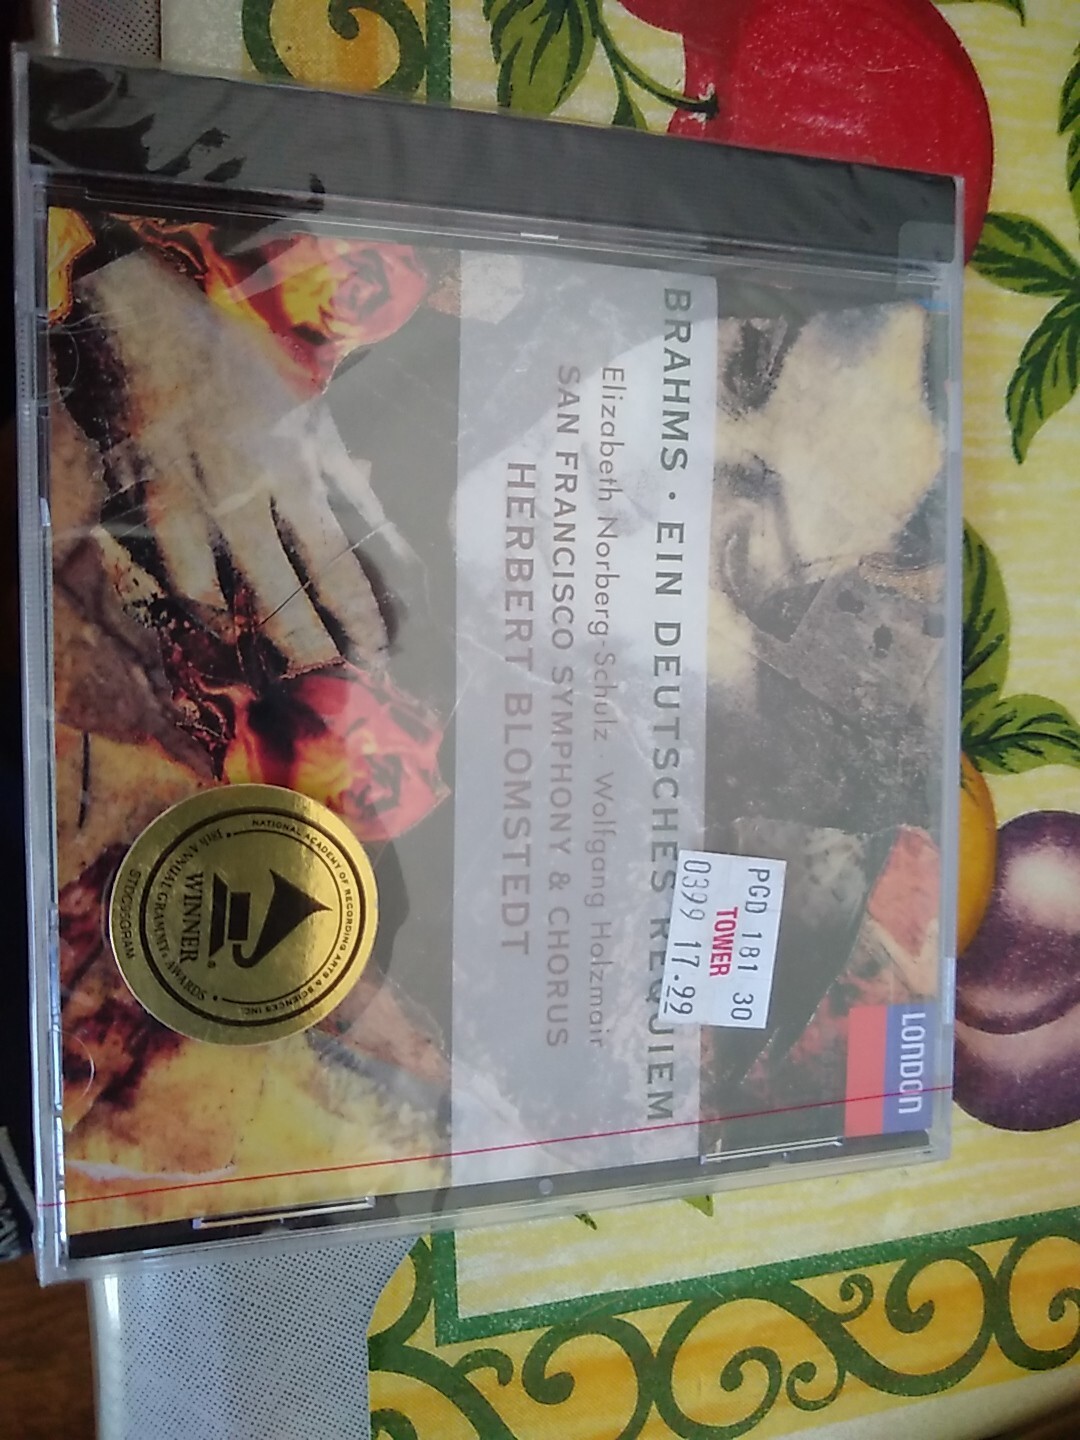 LONDON
PGD 181 30
TOWER
0399 17.99
BRAHMS · EIN DEUTSCHES REQUIEM
Elizabeth Norberg-Schulz · Wolfgang Holzmair
SAN FRANCISCO SYMPHONY & CHORUS
HERBERT BLOMSTEDT
NATIONAL ACADEMY OF RECORDING ARTS & SCIENCES INC.
WINNER
ANNUAL GRAMMY AWARDS